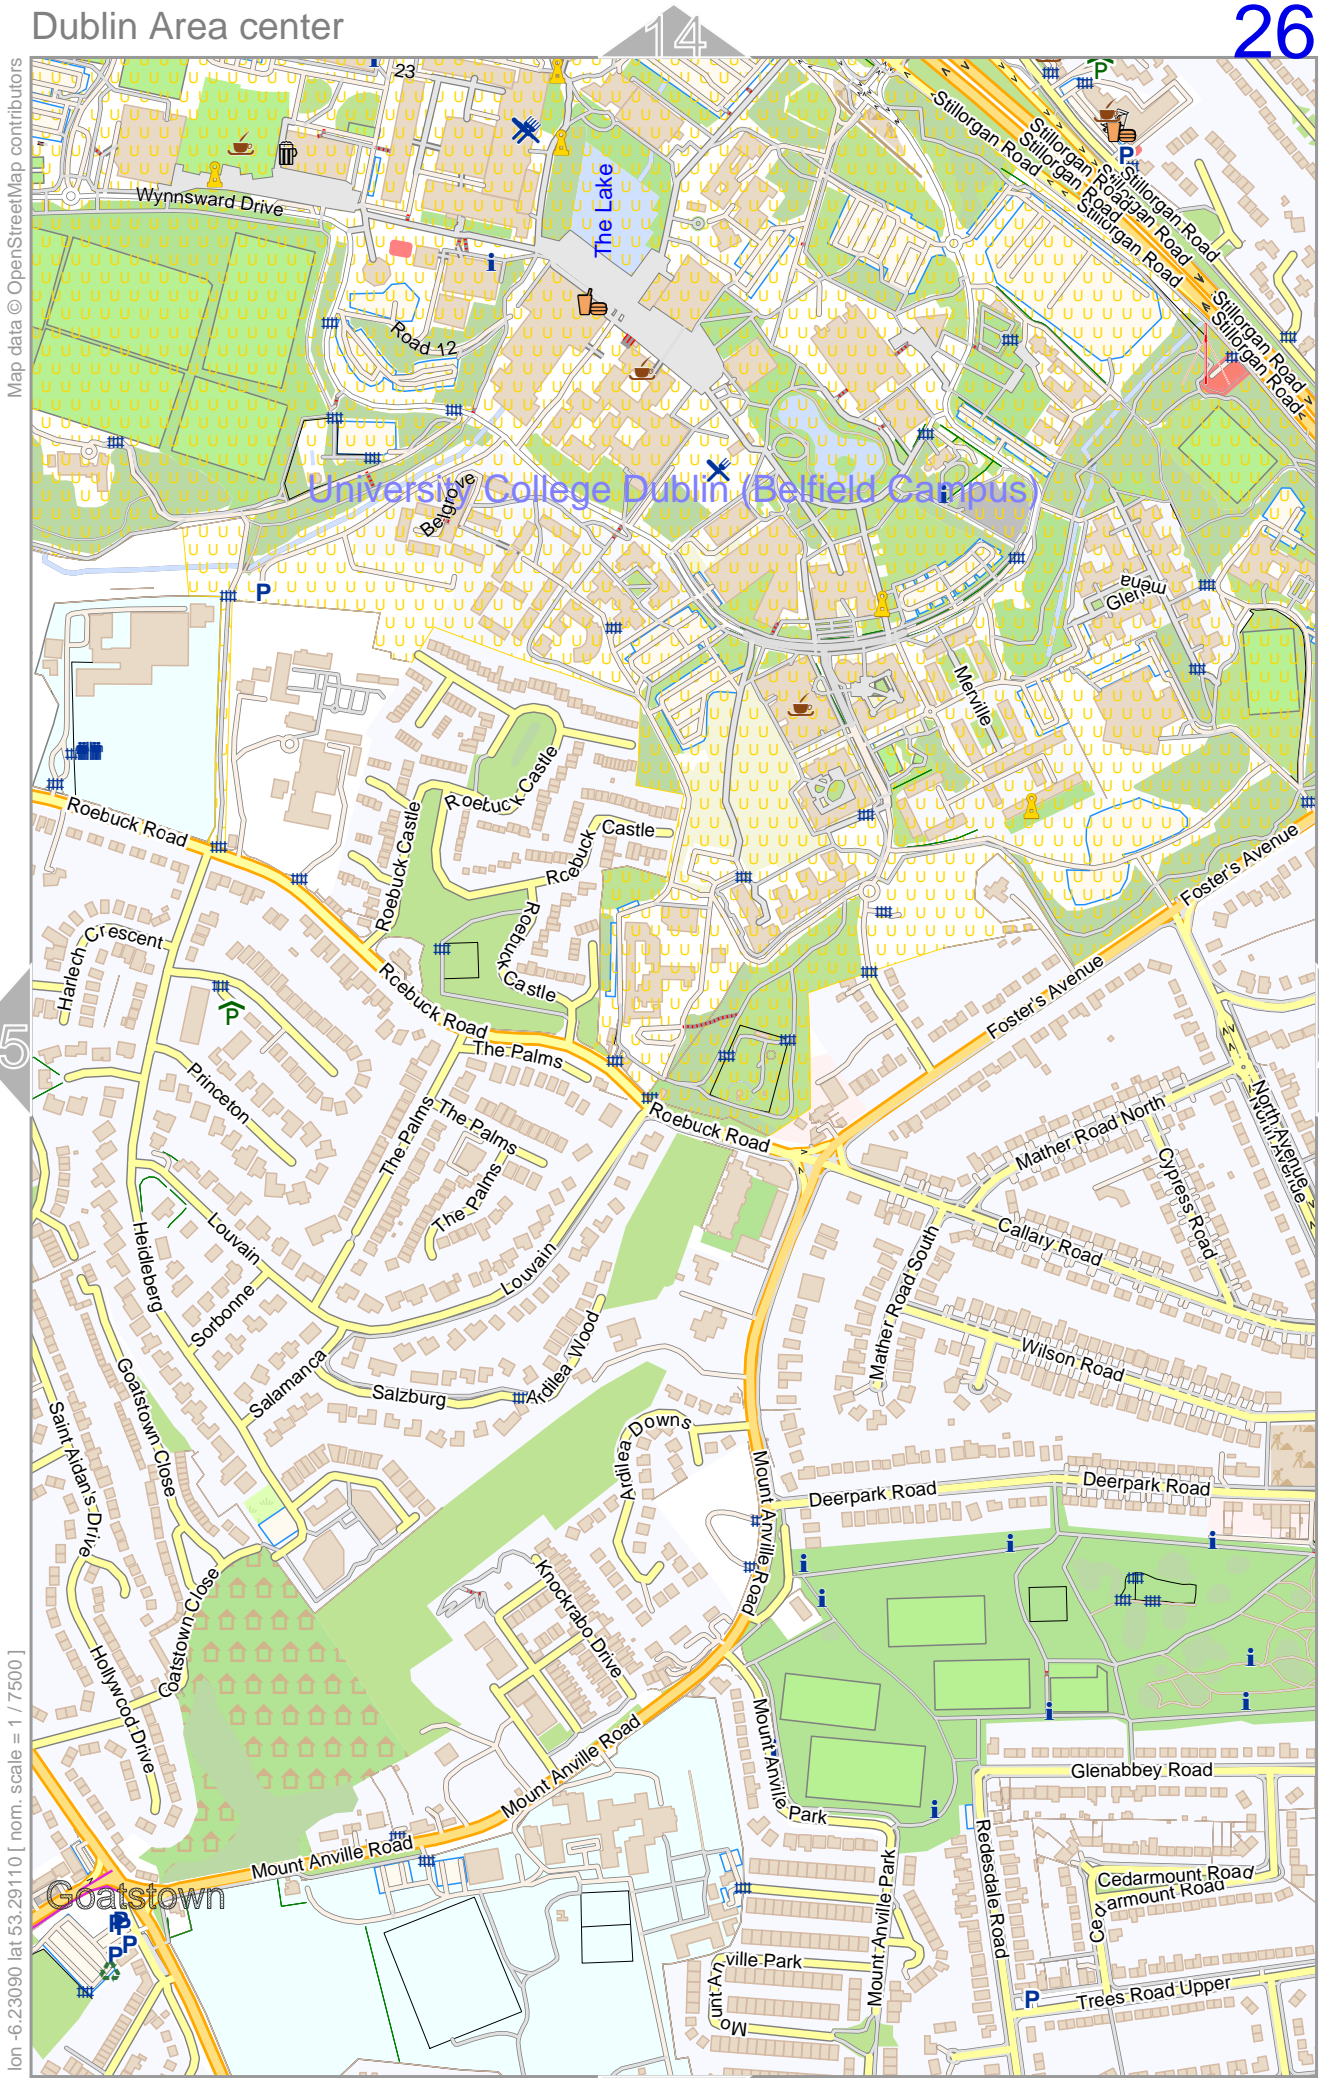 Dublin Area center
14
26
Map data © OpenStreetMap contributors
23
The Lake
Wynnsward Drive
Stillorgan Road
Stillorgan Road
Stillorgan Road
Stillorgan Road
Stillorgan Road
Stillorgan Road
Stillorgan Road
P
P
Road 12
University College Dublin (Belfield Campus)
Belgrove
P
Glenomena
Merville
Roebuck Road
Roebuck Castle
Roebuck Castle
Roebuck Castle
Roebuck Castle
Foster's Avenue
Foster's Avenue
Harlech Crescent
Roebuck Road
P
5
The Palms
The Palms
The Palms
The Palms
Princeton
Roebuck Road
Mather Road North
North Avenue
North Avenue
Cypress Road
Callary Road
Mather Road South
Wilson Road
Louvain
Louvain
Heidleberg
Sorbonne
Salamanca
Salzburg
Ardilea Wood
Goatstown Close
Saint Aidan's Drive
Ardilea Downs
Mount Anville Road
Deerpark Road
Deerpark Road
Knockrabo Drive
Goatstown Close
Hollywood Drive
Mount Anville Road
Mount Anville Road
Mount Anville Park
Mount Anville Park
Mount Anville Park
Glenabbey Road
Redesdale Road
Cedarmount Road
Cedarmount Road
Trees Road Upper
P
Goatstown
P
P
P
P
lon -6.23090 lat 53.29110 [ nom. scale = 1 / 7500 ]